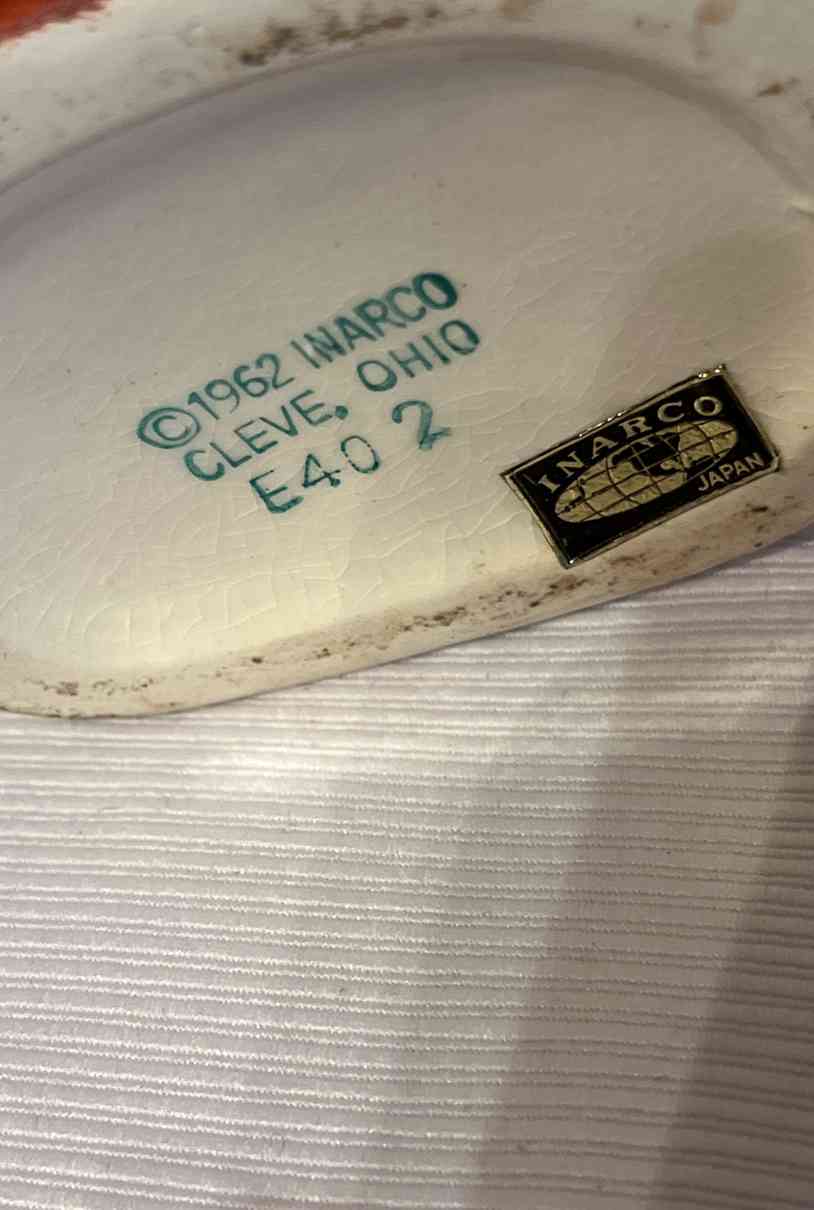 ©1962 INARCO
CLEVE, OHIO
E40 2
INARCO
JAPAN